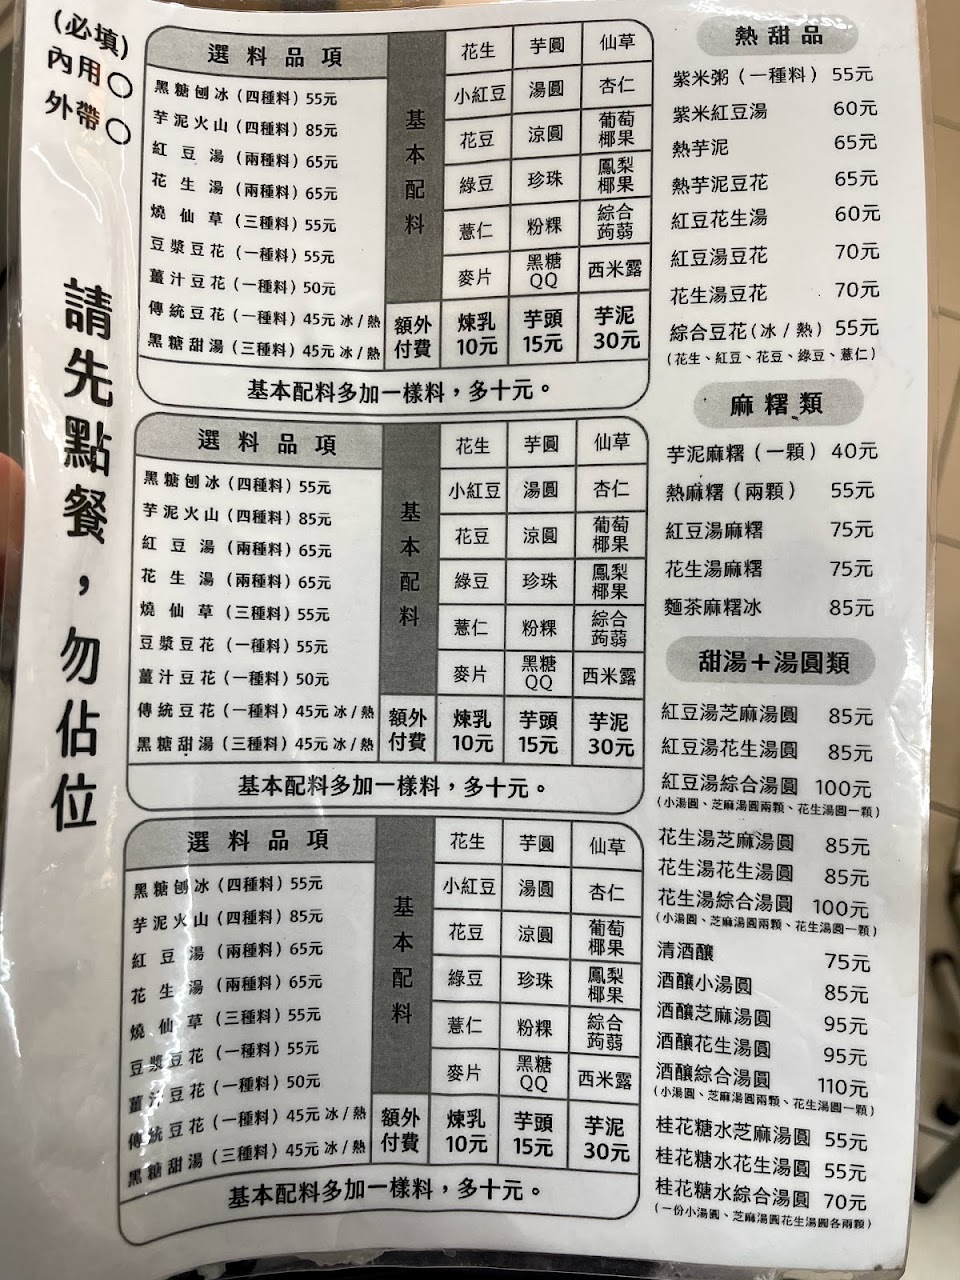 (必填)
內用○
外帶○
請先點餐，勿佔位
選料品項
黑糖刨冰(四種料)55元
芋泥火山(四種料)85元
紅豆湯(兩種料)65元
花生湯(兩種料)65元
燒仙草(三種料)55元
豆漿豆花(一種料)55元
薑汁豆花(一種料)50元
傳統豆花(一種料)45元 冰/熱
黑糖甜湯(三種料)45元 冰/熱
基本配料
花生 芋圓 仙草
小紅豆 湯圓 杏仁
花豆 涼圓 葡萄椰果
綠豆 珍珠 鳳梨椰果
薏仁 粉粿 綜合蒟蒻
麥片 黑糖QQ 西米露
額外付費 煉乳10元 芋頭15元 芋泥30元
基本配料多加一樣料，多十元。
選料品項
黑糖刨冰(四種料)55元
芋泥火山(四種料)85元
紅豆湯(兩種料)65元
花生湯(兩種料)65元
燒仙草(三種料)55元
豆漿豆花(一種料)55元
薑汁豆花(一種料)50元
傳統豆花(一種料)45元 冰/熱
黑糖甜湯(三種料)45元 冰/熱
基本配料
花生 芋圓 仙草
小紅豆 湯圓 杏仁
花豆 涼圓 葡萄椰果
綠豆 珍珠 鳳梨椰果
薏仁 粉粿 綜合蒟蒻
麥片 黑糖QQ 西米露
額外付費 煉乳10元 芋頭15元 芋泥30元
基本配料多加一樣料，多十元。
選料品項
黑糖刨冰(四種料)55元
芋泥火山(四種料)85元
紅豆湯(兩種料)65元
花生湯(兩種料)65元
燒仙草(三種料)55元
豆漿豆花(一種料)55元
薑汁豆花(一種料)50元
傳統豆花(一種料)45元 冰/熱
黑糖甜湯(三種料)45元 冰/熱
基本配料
花生 芋圓 仙草
小紅豆 湯圓 杏仁
花豆 涼圓 葡萄椰果
綠豆 珍珠 鳳梨椰果
薏仁 粉粿 綜合蒟蒻
麥片 黑糖QQ 西米露
額外付費 煉乳10元 芋頭15元 芋泥30元
基本配料多加一樣料，多十元。
熱甜品
紫米粥(一種料) 55元
紫米紅豆湯 60元
熱芋泥 65元
熱芋泥豆花 65元
紅豆花生湯 60元
紅豆湯豆花 70元
花生湯豆花 70元
綜合豆花(冰/熱) 55元
(花生、紅豆、花豆、綠豆、薏仁)
麻糬類
芋泥麻糬(一顆) 40元
熱麻糬(兩顆) 55元
紅豆湯麻糬 75元
花生湯麻糬 75元
麵茶麻糬冰 85元
甜湯+湯圓類
紅豆湯芝麻湯圓 85元
紅豆湯花生湯圓 85元
紅豆湯綜合湯圓 100元
(小湯圓、芝麻湯圓兩顆、花生湯圓一顆)
花生湯芝麻湯圓 85元
花生湯花生湯圓 85元
花生湯綜合湯圓 100元
(小湯圓、芝麻湯圓兩顆、花生湯圓一顆)
清酒釀 75元
酒釀小湯圓 85元
酒釀芝麻湯圓 95元
酒釀花生湯圓 95元
酒釀綜合湯圓 110元
(小湯圓、芝麻湯圓兩顆、花生湯圓一顆)
桂花糖水芝麻湯圓 55元
桂花糖水花生湯圓 55元
桂花糖水綜合湯圓 70元
(一份小湯圓、芝麻湯圓花生湯圓各兩顆)